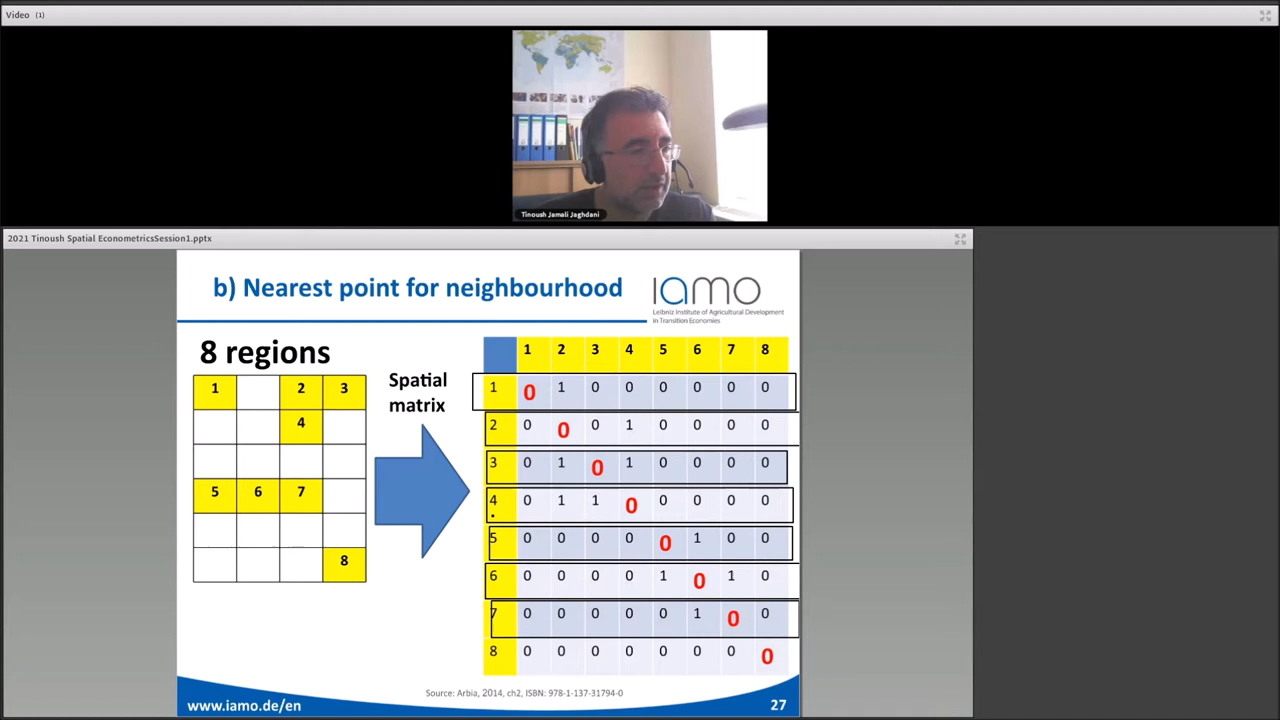 Video (1)
Tinoush Jamali Jaghdani
2021 Tinoush Spatial EconometricsSession1.pptx
b) Nearest point for neighbourhood
iamo
Leibniz Institute of Agricultural Development
in Transition Economies
8 regions
1 2 3
4
5 6 7
8
Spatial
matrix
1 2 3 4 5 6 7 8
1 0 1 0 0 0 0 0 0
2 0 0 0 1 0 0 0 0
3 0 1 0 1 0 0 0 0
4 0 1 1 0 0 0 0 0
5 0 0 0 0 0 1 0 0
6 0 0 0 0 1 0 1 0
7 0 0 0 0 0 1 0 0
8 0 0 0 0 0 0 0 0
Source: Arbia, 2014, ch2, ISBN: 978-1-137-31794-0
www.iamo.de/en
27